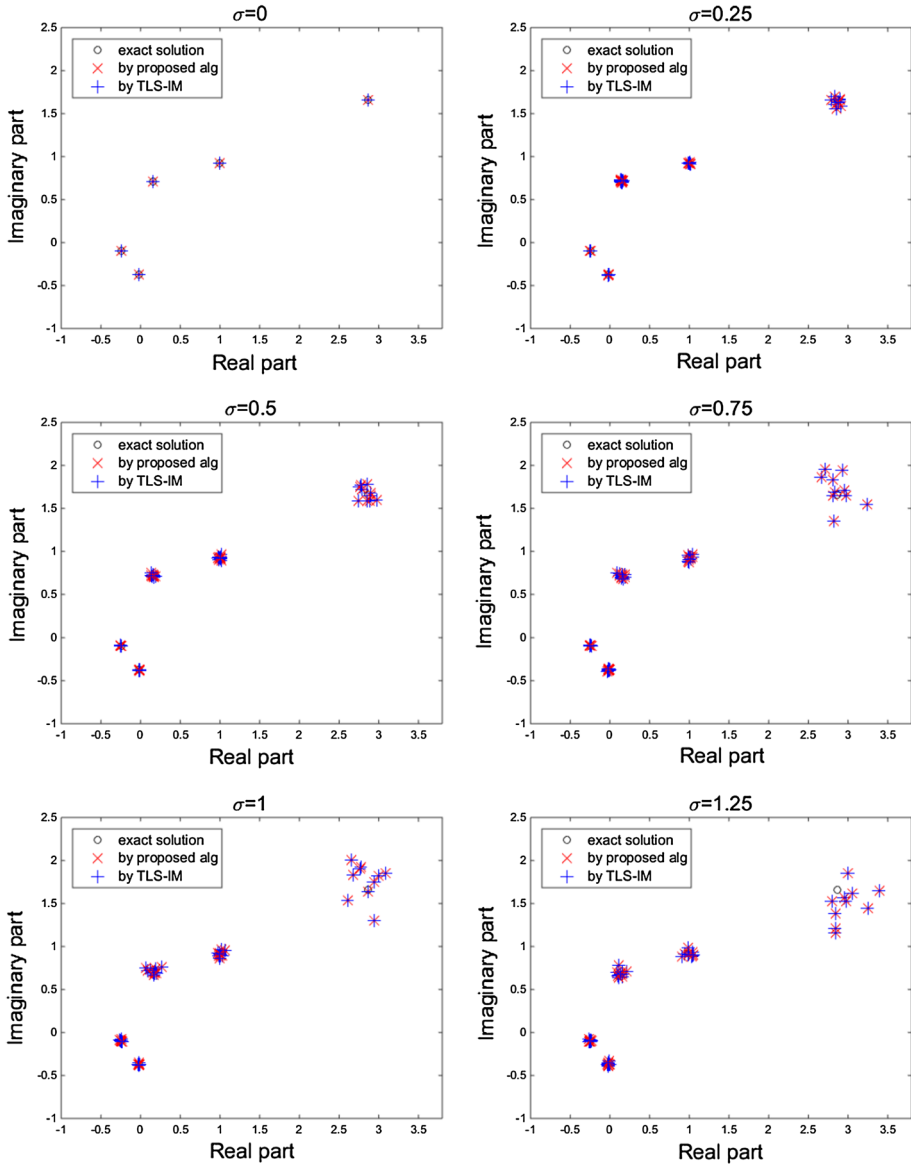 σ=0
2.5
2
1.5
1
0.5
0
-0.5
-1
-1 -0.5 0 0.5 1 1.5 2 2.5 3 3.5
Imaginary part
Real part
exact solution
by proposed alg
by TLS-IM
σ=0.25
2.5
2
1.5
1
0.5
0
-0.5
-1
-1 -0.5 0 0.5 1 1.5 2 2.5 3 3.5
Imaginary part
Real part
exact solution
by proposed alg
by TLS-IM
σ=0.5
2.5
2
1.5
1
0.5
0
-0.5
-1
-1 -0.5 0 0.5 1 1.5 2 2.5 3 3.5
Imaginary part
Real part
exact solution
by proposed alg
by TLS-IM
σ=0.75
2.5
2
1.5
1
0.5
0
-0.5
-1
-1 -0.5 0 0.5 1 1.5 2 2.5 3 3.5
Imaginary part
Real part
exact solution
by proposed alg
by TLS-IM
σ=1
2.5
2
1.5
1
0.5
0
-0.5
-1
-1 -0.5 0 0.5 1 1.5 2 2.5 3 3.5
Imaginary part
Real part
exact solution
by proposed alg
by TLS-IM
σ=1.25
2.5
2
1.5
1
0.5
0
-0.5
-1
-1 -0.5 0 0.5 1 1.5 2 2.5 3 3.5
Imaginary part
Real part
exact solution
by proposed alg
by TLS-IM